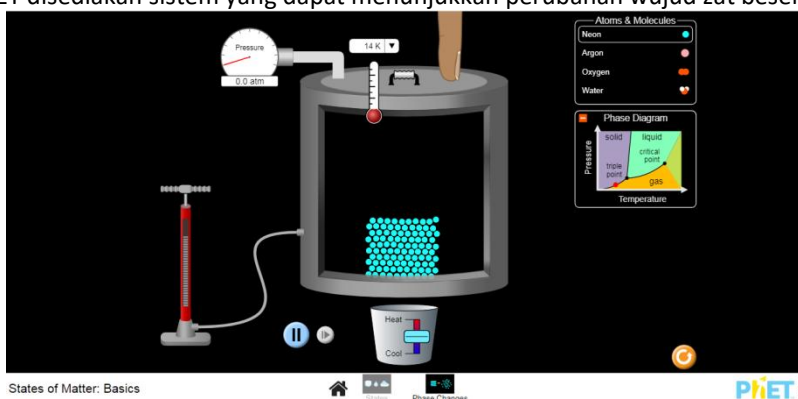 disediakan sistem yang dapat menunjukkan perubahan wujud zat
Pressure
0.0 atm
14 K
Atoms & Molecules
Neon
Argon
Oxygen
Water
Phase Diagram
solid
liquid
critical point
triple point
gas
Pressure
Temperature
Heat
Cool
States of Matter: Basics
States
Phase Changes
PhET